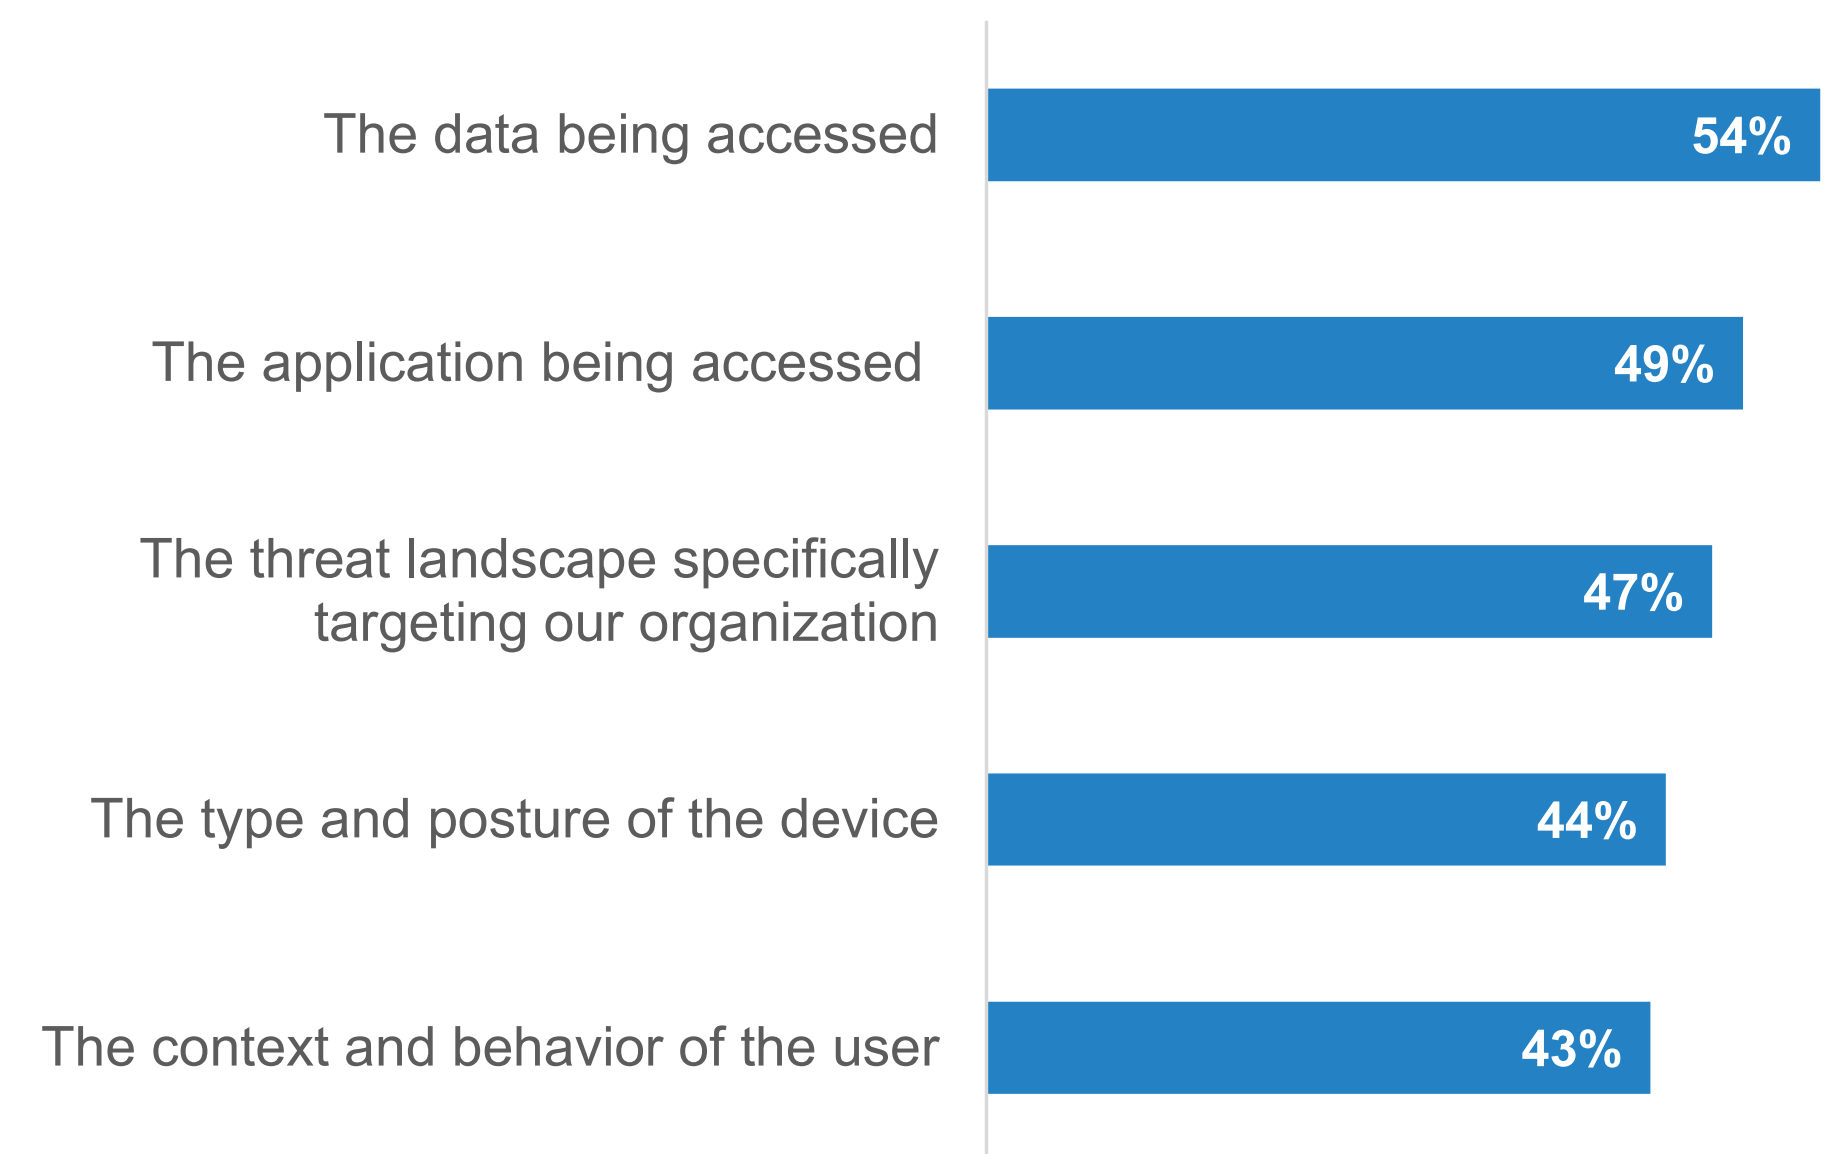 The data being accessed
54%
The application being accessed
49%
The threat landscape specifically
targeting our organization
47%
The type and posture of the device
44%
The context and behavior of the user
43%